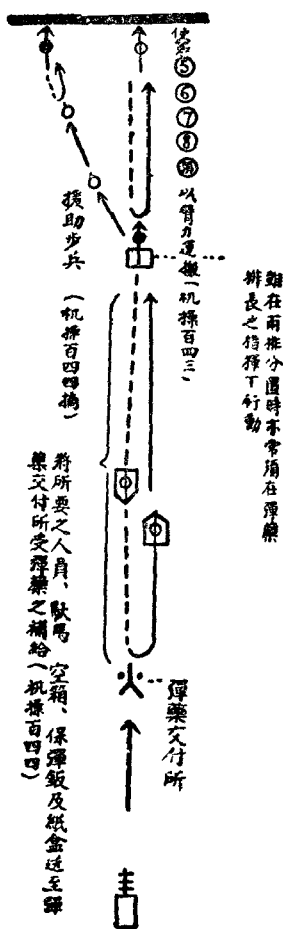 使第⑤⑥⑦⑧⑩以臂力運搬（机操百四三）
雖在兩排分置時亦常須在彈藥
排長之指揮下行動
援助步兵　（机操百四四摘）
彈藥交付所
將所要之人員、馱馬　空箱、保彈鈑及紙盒送至彈
藥交付所受彈藥之補給（机操百四四）